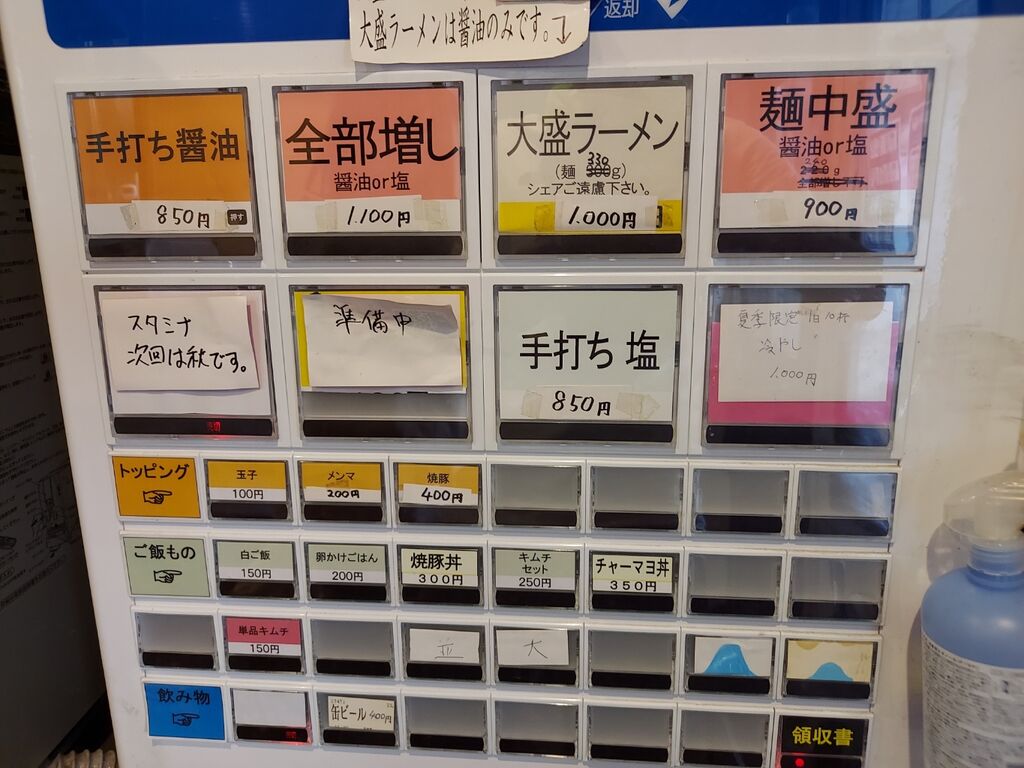 返却
大盛ラーメンは醤油のみです。↓
手打ち醤油
850円
押す
全部増し
醤油or塩
1.100円
大盛ラーメン
330
(麺 300g)
シェアご遠慮下さい。
1.000円
麺中盛
醤油or塩
240
220g
900円
スタミナ
次回は秋です。
準備中
手打ち 塩
850円
夏季限定 1日10杯
冷やし
1.000円
トッピング
玉子
100円
メンマ
200円
焼豚
400円
ご飯もの
白ご飯
150円
卵かけごはん
200円
焼豚丼
300円
キムチ
セット
250円
チャーマヨ丼
350円
単品キムチ
150円
並
大
飲み物
缶ビール 400円
領収書